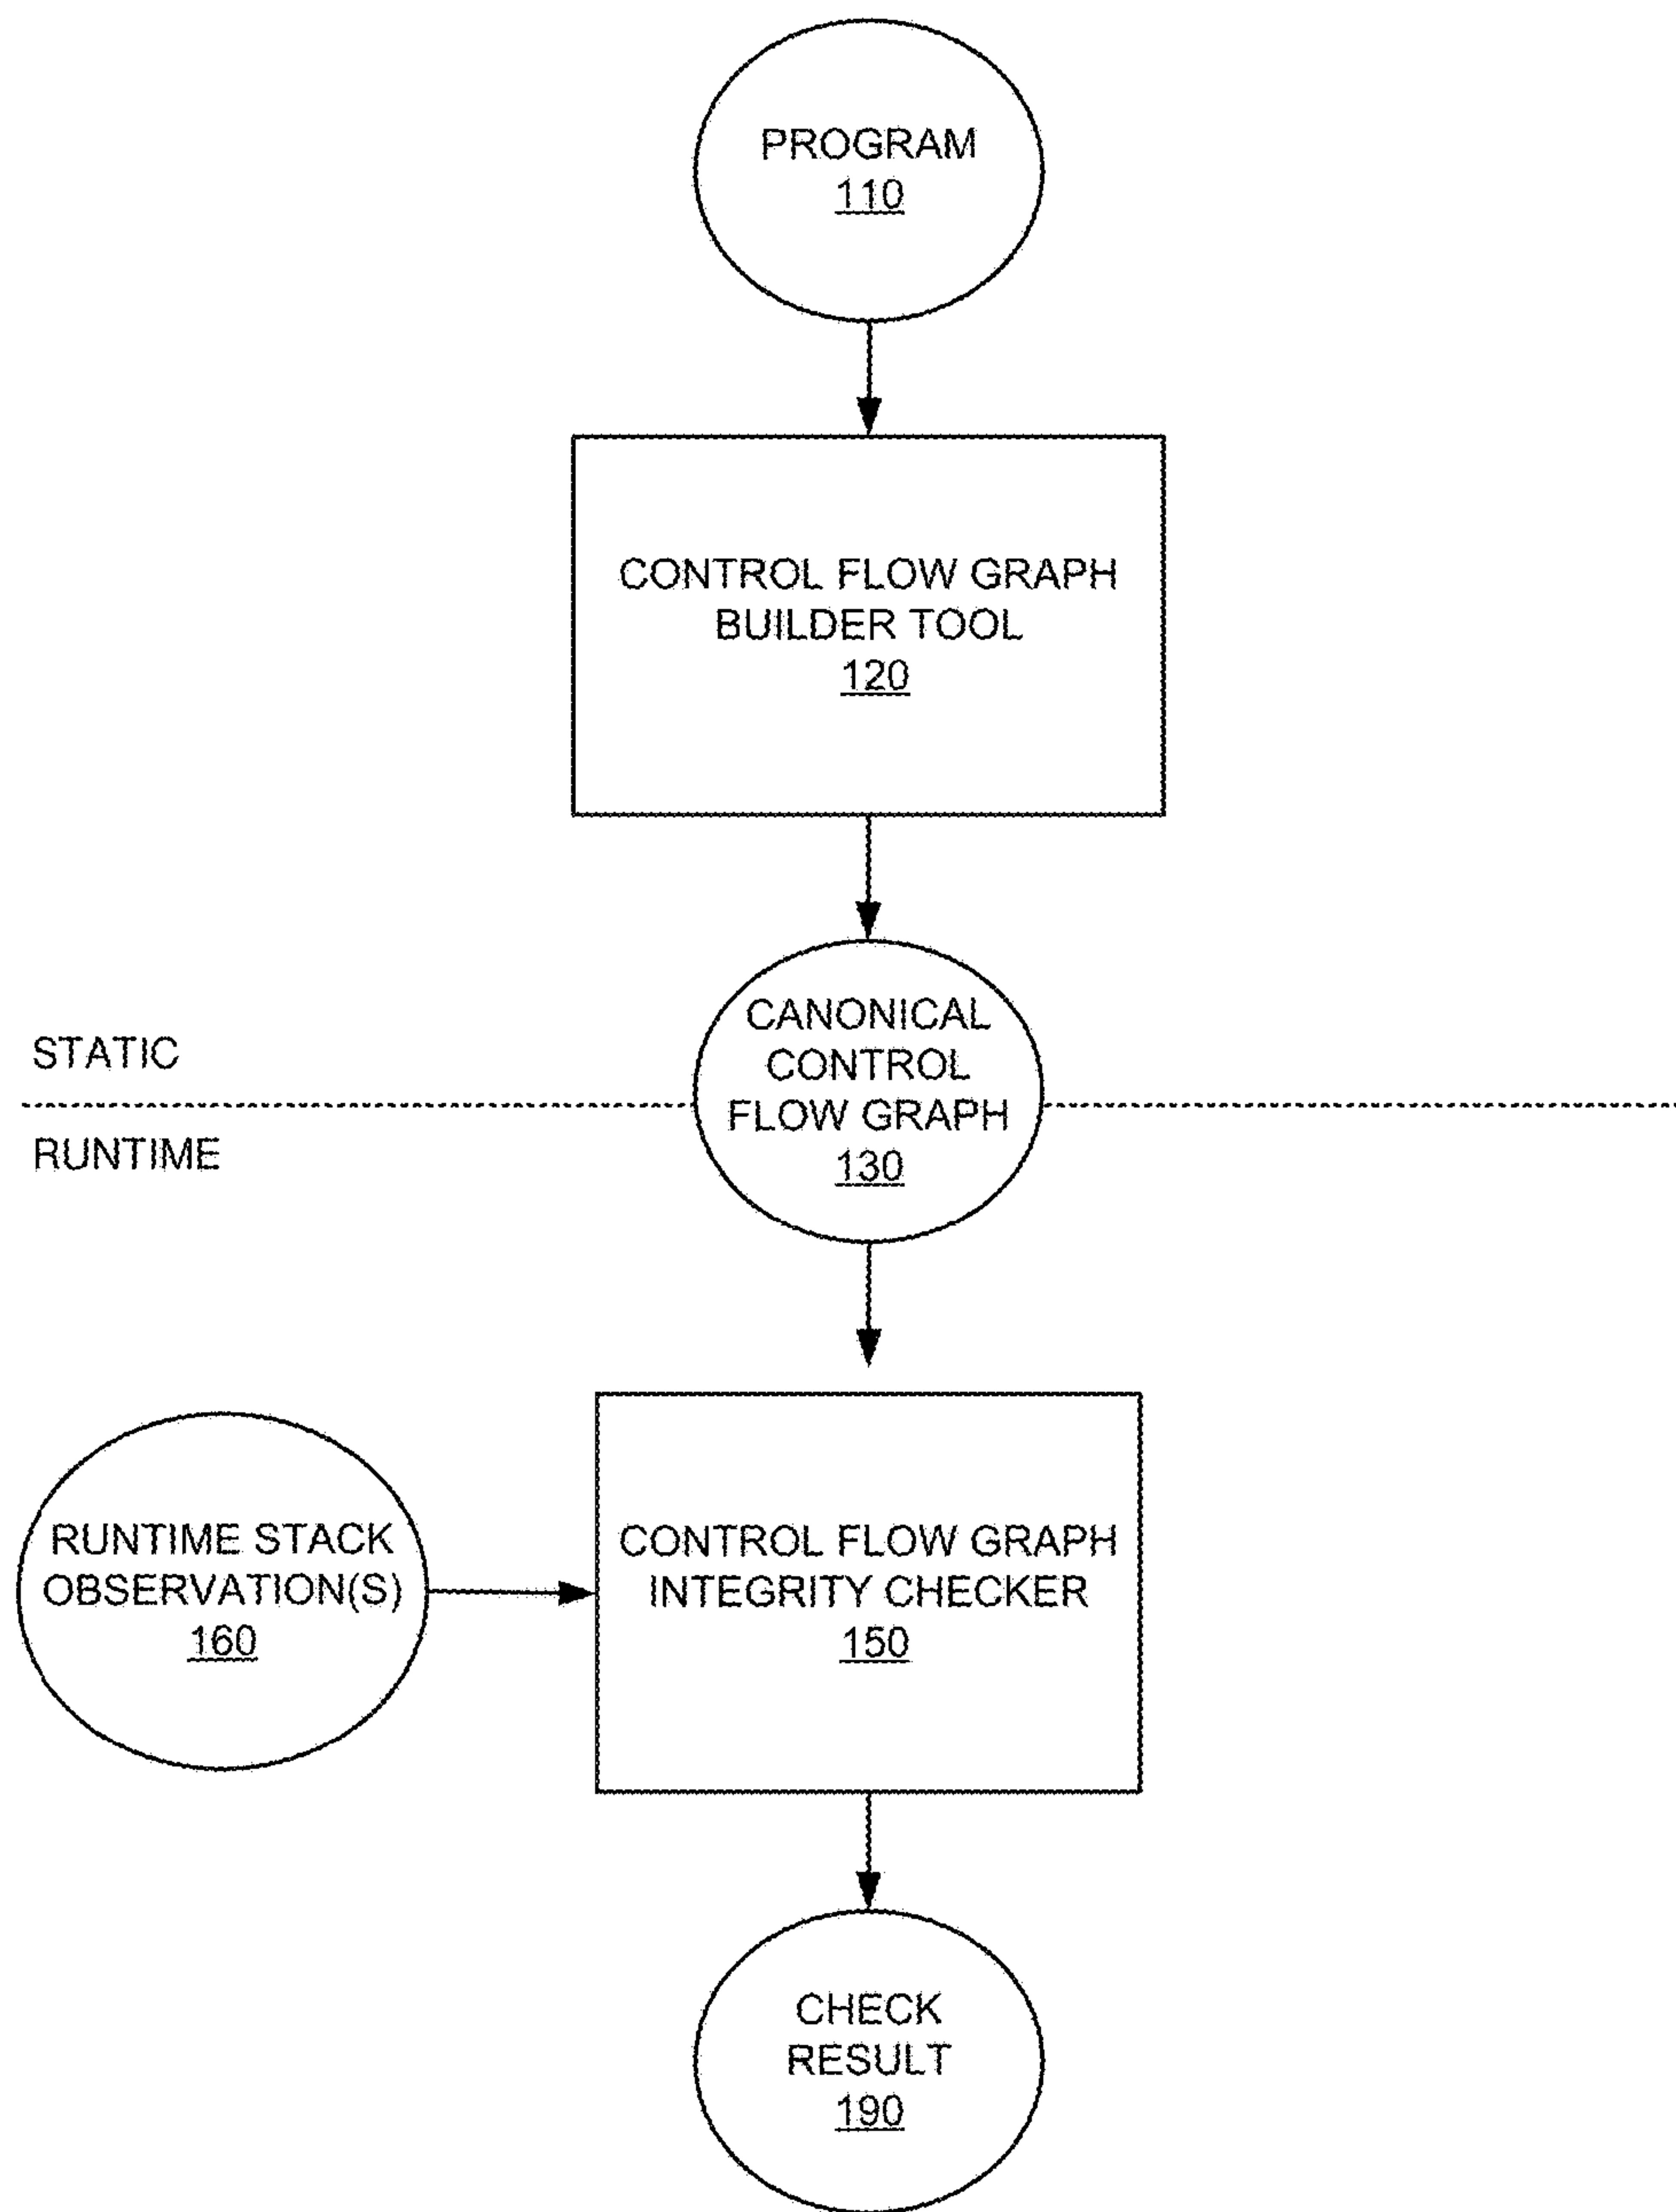 PROGRAM
110
CONTROL FLOW GRAPH
BUILDER TOOL
120
CANONICAL
CONTROL
FLOW GRAPH
130
STATIC
RUNTIME
RUNTIME STACK
OBSERVATION(S)
160
CONTROL FLOW GRAPH
INTEGRITY CHECKER
150
CHECK
RESULT
190